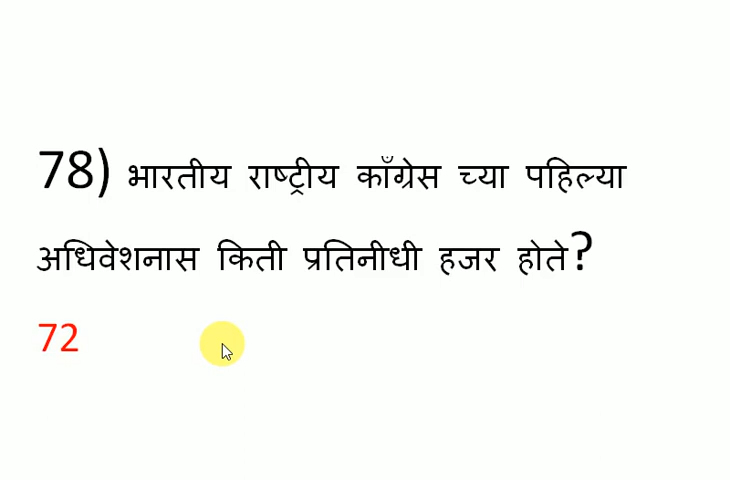 78) भारतीय राष्ट्रीय काँग्रेस च्या पहिल्या
अधिवेशनास किती प्रतिनीधी हजर होते?
72